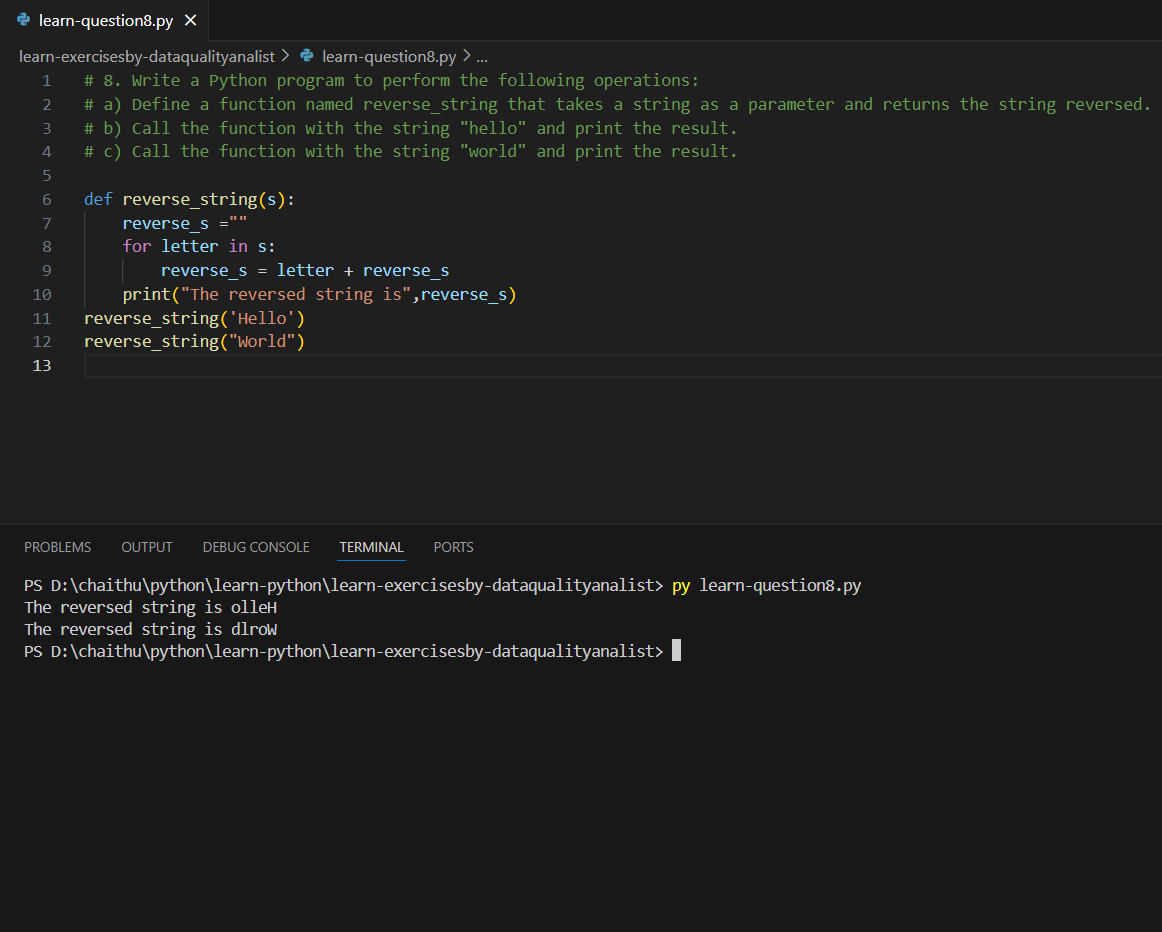 learn-question8.py ×
learn-exercisesby-dataqualityanalist > learn-question8.py > ...
1 # 8. Write a Python program to perform the following operations:
2 # a) Define a function named reverse_string that takes a string as a parameter and returns the string reversed.
3 # b) Call the function with the string "hello" and print the result.
4 # c) Call the function with the string "world" and print the result.
5
6 def reverse_string(s):
7     reverse_s =""
8     for letter in s:
9         reverse_s = letter + reverse_s
10     print("The reversed string is",reverse_s)
11 reverse_string('Hello')
12 reverse_string("World")
13
PROBLEMS OUTPUT DEBUG CONSOLE TERMINAL PORTS
PS D:\chaithu\python\learn-python\learn-exercisesby-dataqualityanalist> py learn-question8.py
The reversed string is olleH
The reversed string is dlroW
PS D:\chaithu\python\learn-python\learn-exercisesby-dataqualityanalist>